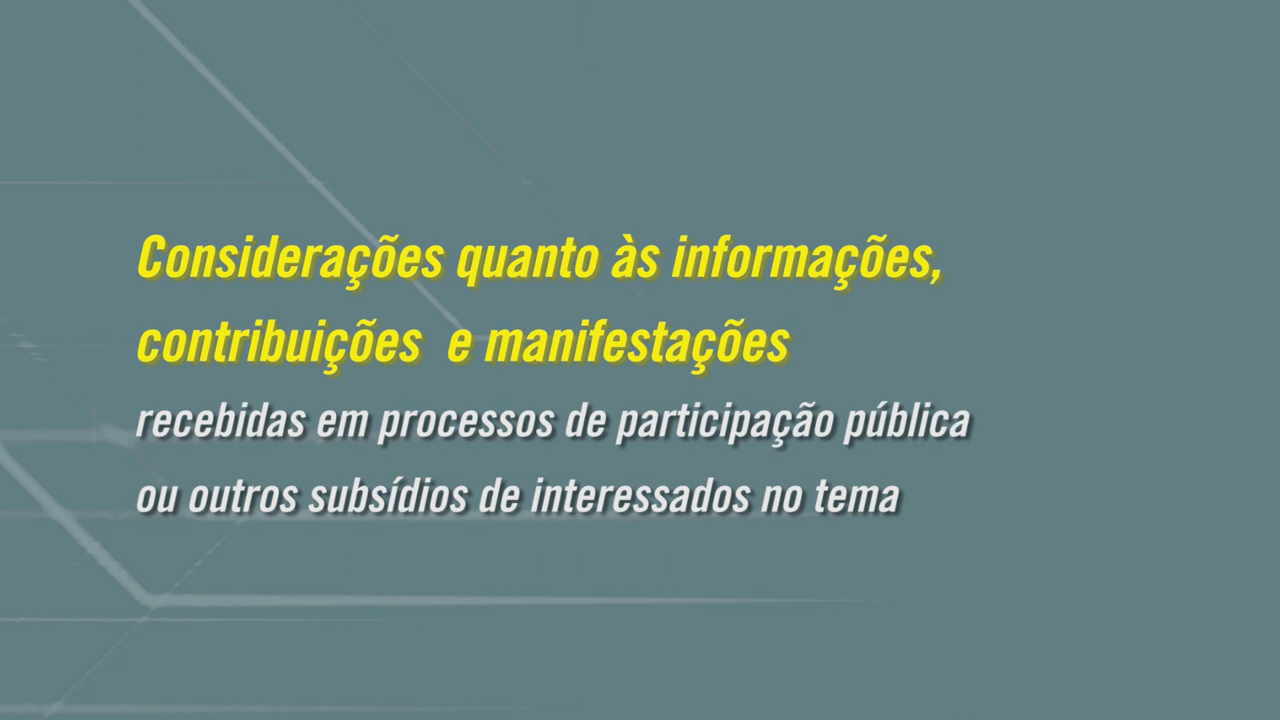 Considerações quanto às informações,
contribuições  e manifestações
recebidas em processos de participação pública
ou outros subsídios de interessados no tema